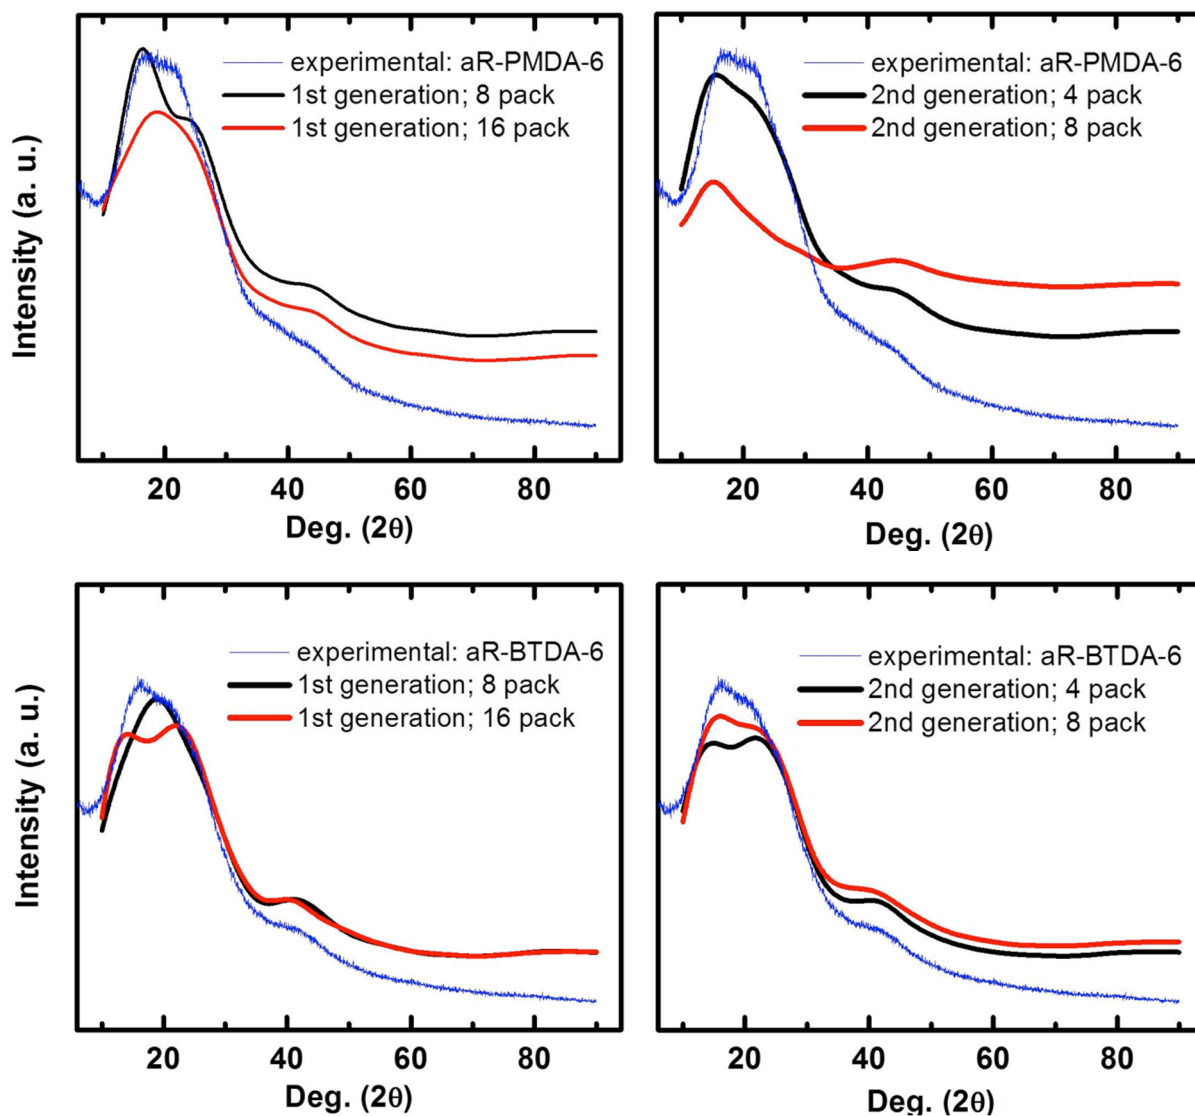 experimental: aR-PMDA-6
1st generation; 8 pack
1st generation; 16 pack
Intensity (a. u.)
20 40 60 80
Deg. (2θ)
experimental: aR-PMDA-6
2nd generation; 4 pack
2nd generation; 8 pack
20 40 60 80
Deg. (2θ)
experimental: aR-BTDA-6
1st generation; 8 pack
1st generation; 16 pack
Intensity (a. u.)
20 40 60 80
Deg. (2θ)
experimental: aR-BTDA-6
2nd generation; 4 pack
2nd generation; 8 pack
20 40 60 80
Deg. (2θ)